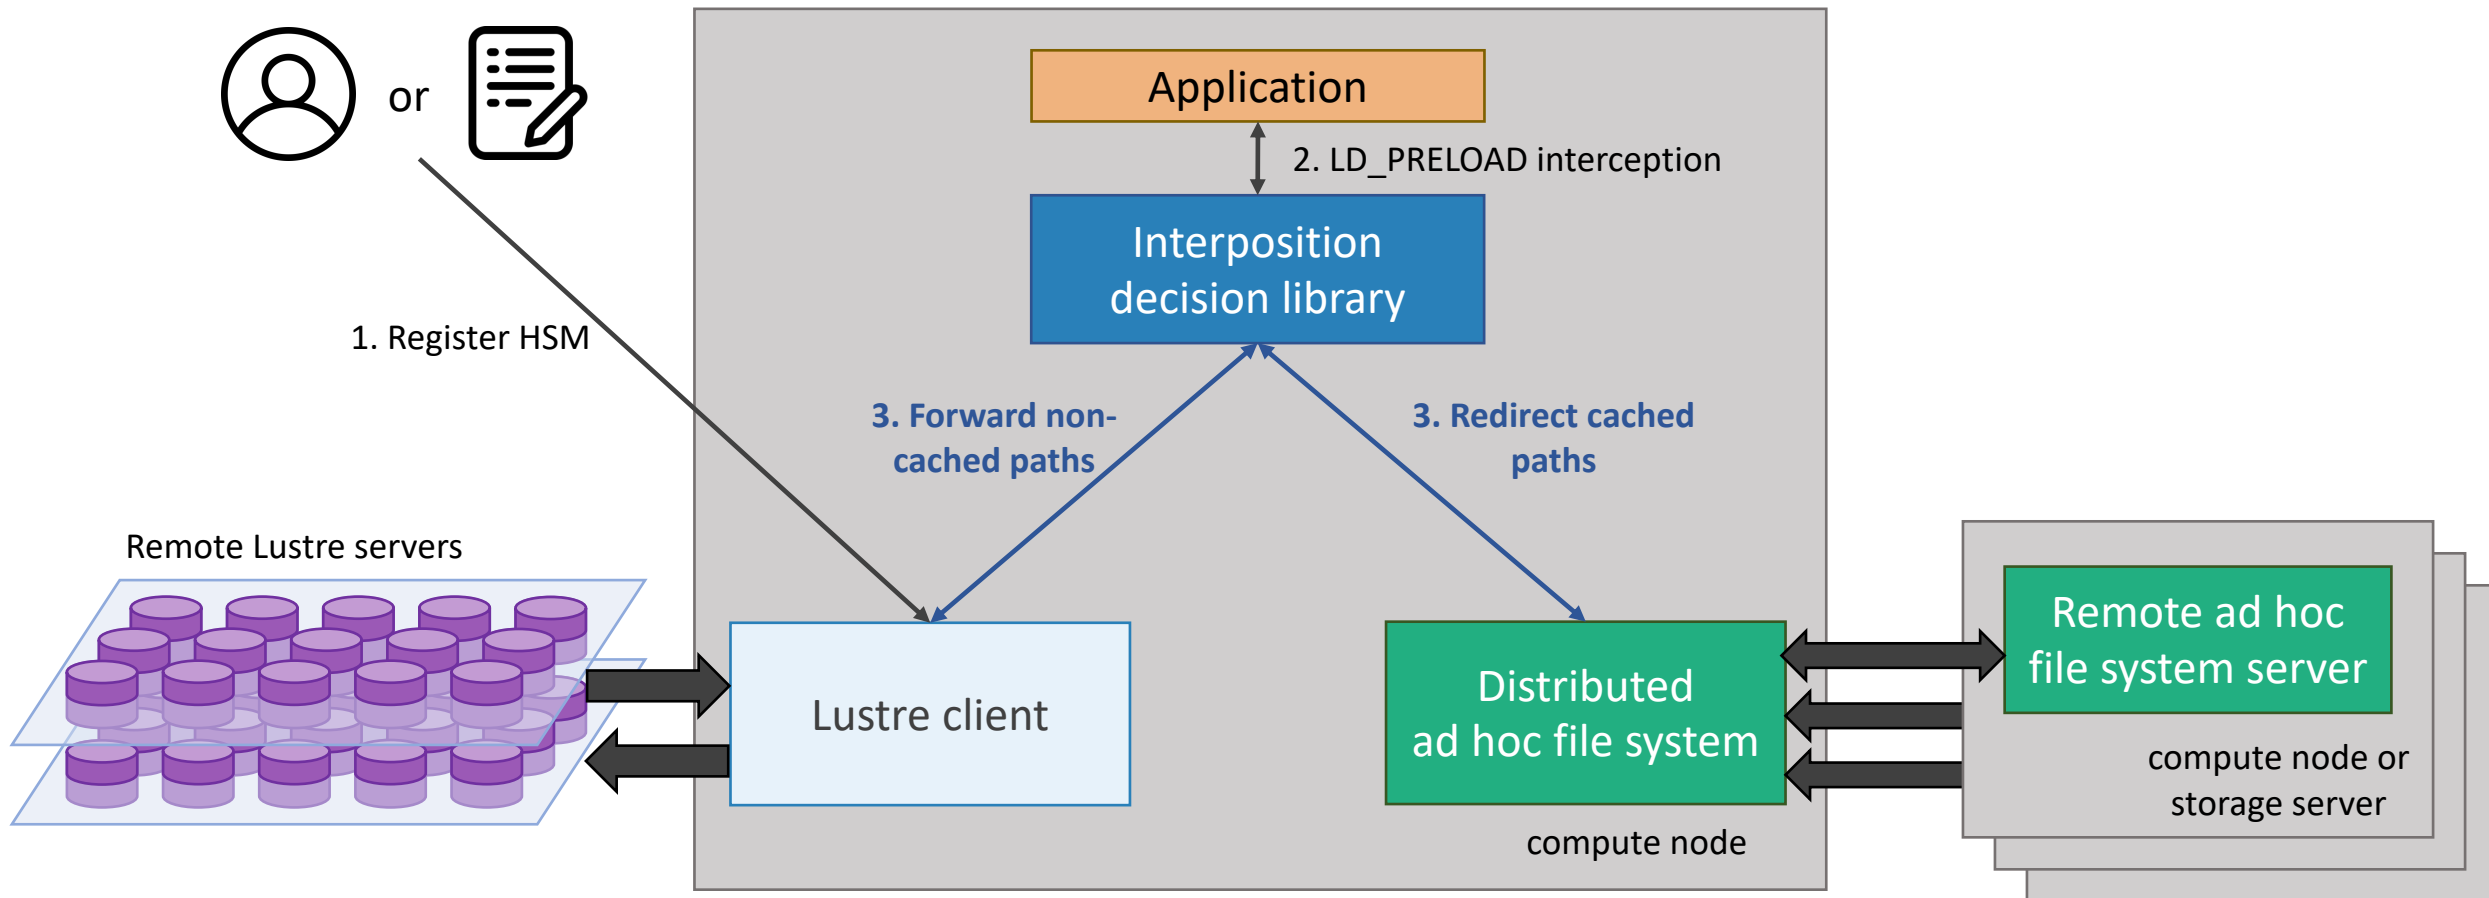 or
Application
2. LD_PRELOAD interception
Interposition
decision library
1. Register HSM
3. Forward non-
cached paths
3. Redirect cached
paths
Remote Lustre servers
Lustre client
Distributed
ad hoc file system
compute node
Remote ad hoc
file system server
compute node or
storage server